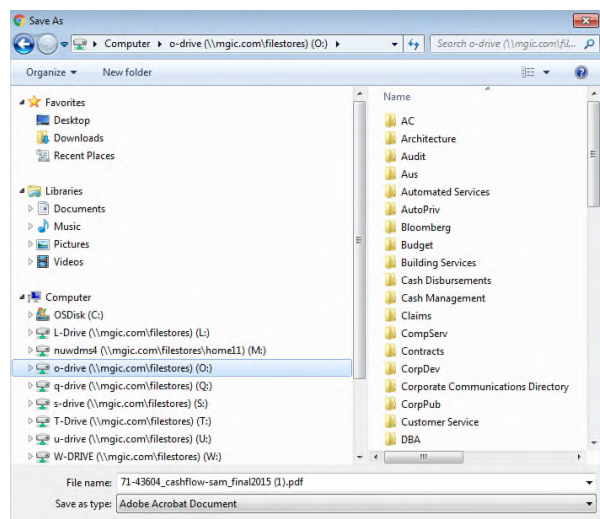 Save As
Computer ▸ o-drive (\\mgic.com\filestores) (O:) ▸
Search o-drive (\\mgic.com\fil...
Organize
New folder
Favorites
Desktop
Downloads
Recent Places
Libraries
Documents
Music
Pictures
Videos
Computer
OSDisk (C:)
L-Drive (\\mgic.com\filestores) (L:)
nuwdms4 (\\mgic.com\filestores\home11) (M:)
o-drive (\\mgic.com\filestores) (O:)
q-drive (\\mgic.com\filestores) (Q:)
s-drive (\\mgic.com\filestores) (S:)
T-Drive (\\mgic.com\filestores) (T:)
u-drive (\\mgic.com\filestores) (U:)
W-DRIVE (\\mgic.com\filestores) (W:)
Name
AC
Architecture
Audit
Aus
Automated Services
AutoPriv
Bloomberg
Budget
Building Services
Cash Disbursements
Cash Management
Claims
CompServ
Contracts
CorpDev
Corporate Communications Directory
CorpPub
Customer Service
DBA
File name: 71-43604_cashflow-sam_final2015 (1).pdf
Save as type: Adobe Acrobat Document